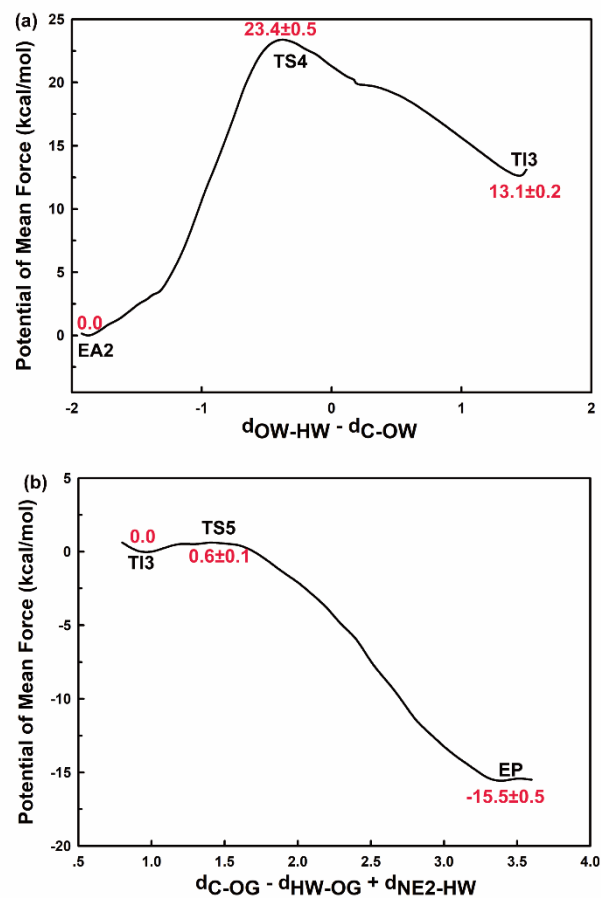 (a)
23.4±0.5
TS4
TI3
13.1±0.2
0.0
EA2
25
20
15
10
5
0
-2
-1
0
1
2
Potential of Mean Force (kcal/mol)
dOW-HW - dC-OW
(b)
TS5
0.0
0.6±0.1
TI3
EP
-15.5±0.5
5
0
-5
-10
-15
-20
.5
1.0
1.5
2.0
2.5
3.0
3.5
4.0
Potential of Mean Force (kcal/mol)
dC-OG - dHW-OG + dNE2-HW